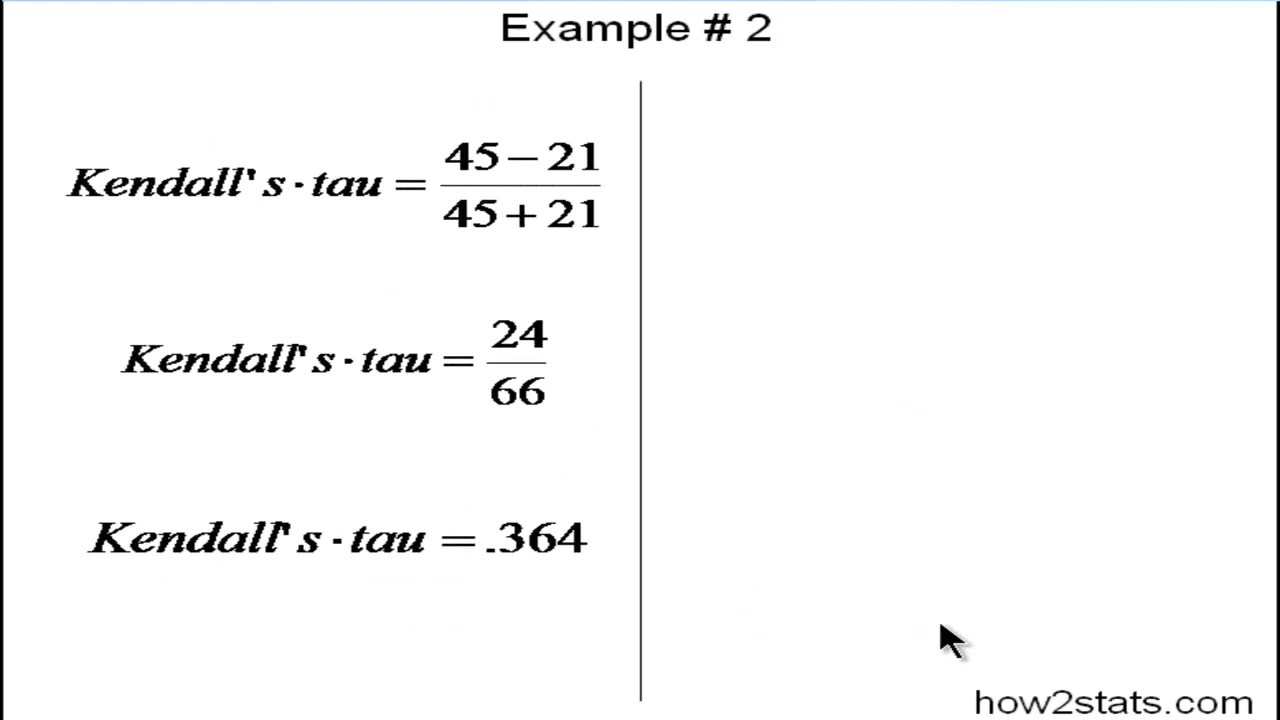 Example # 2
Kendall's · tau = 45 − 21 / 45 + 21
Kendall's · tau = 24 / 66
Kendall's · tau = .364
how2stats.com